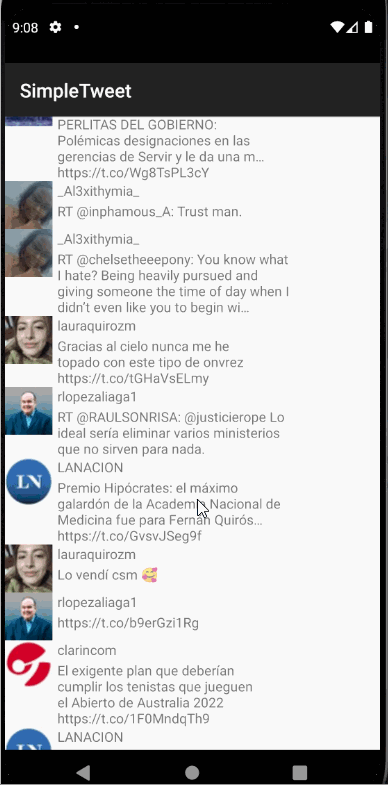 9:08
SimpleTweet
PERLITAS DEL GOBIERNO:
Polémicas designaciones en las
gerencias de Servir y le da una m...
https://t.co/Wg8TsPL3cY
_Al3xithymia_
RT @inphamous_A: Trust man.
_Al3xithymia_
RT @chelsetheeepony: You know what
I hate? Being heavily pursued and
giving someone the time of day when I
didn't even like you to begin wi...
lauraquirozm
Gracias al cielo nunca me he
topado con este tipo de onvrez
https://t.co/tGHaVsELmy
rlopezaliaga1
RT @RAULSONRISA: @justicierope Lo
ideal sería eliminar varios ministerios
que no sirven para nada.
LN
LANACION
Premio Hipócrates: el máximo
galardón de la Academia Nacional de
Medicina fue para Fernán Quirós...
https://t.co/GvsvJSeg9f
lauraquirozm
Lo vendí csm 🥰
rlopezaliaga1
https://t.co/b9erGzi1Rg
clarincom
El exigente plan que deberían
cumplir los tenistas que jueguen
el Abierto de Australia 2022
https://t.co/1F0MndqTh9
LN
LANACION